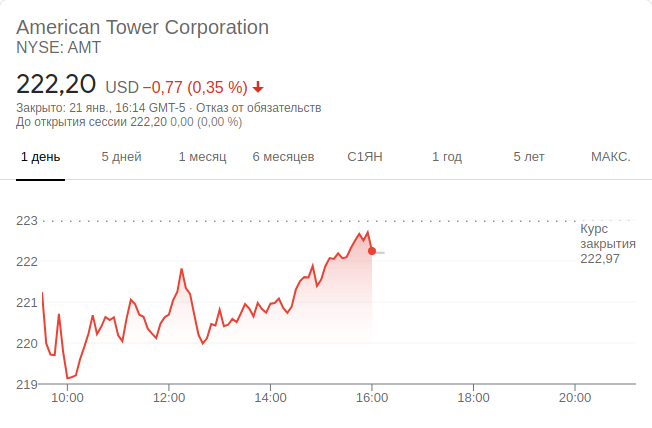 American Tower Corporation
NYSE: AMT
222,20 USD −0,77 (0,35 %)
Закрыто: 21 янв., 16:14 GMT-5 · Отказ от обязательств
До открытия сессии 222,20 0,00 (0,00 %)
1 день 5 дней 1 месяц 6 месяцев С1ЯН 1 год 5 лет МАКС.
223
Курс
закрытия
222,97
222
221
220
219
10:00 12:00 14:00 16:00 18:00 20:00